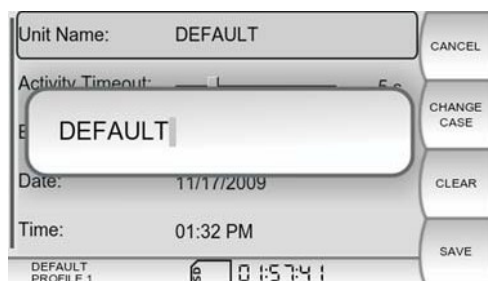 Unit Name: DEFAULT
CANCEL
Activity Timeout: 5 s
CHANGE
CASE
DEFAULT
Date: 11/17/2009
CLEAR
Time: 01:32 PM
SAVE
DEFAULT
PROFILE 1
SD
01:57:41